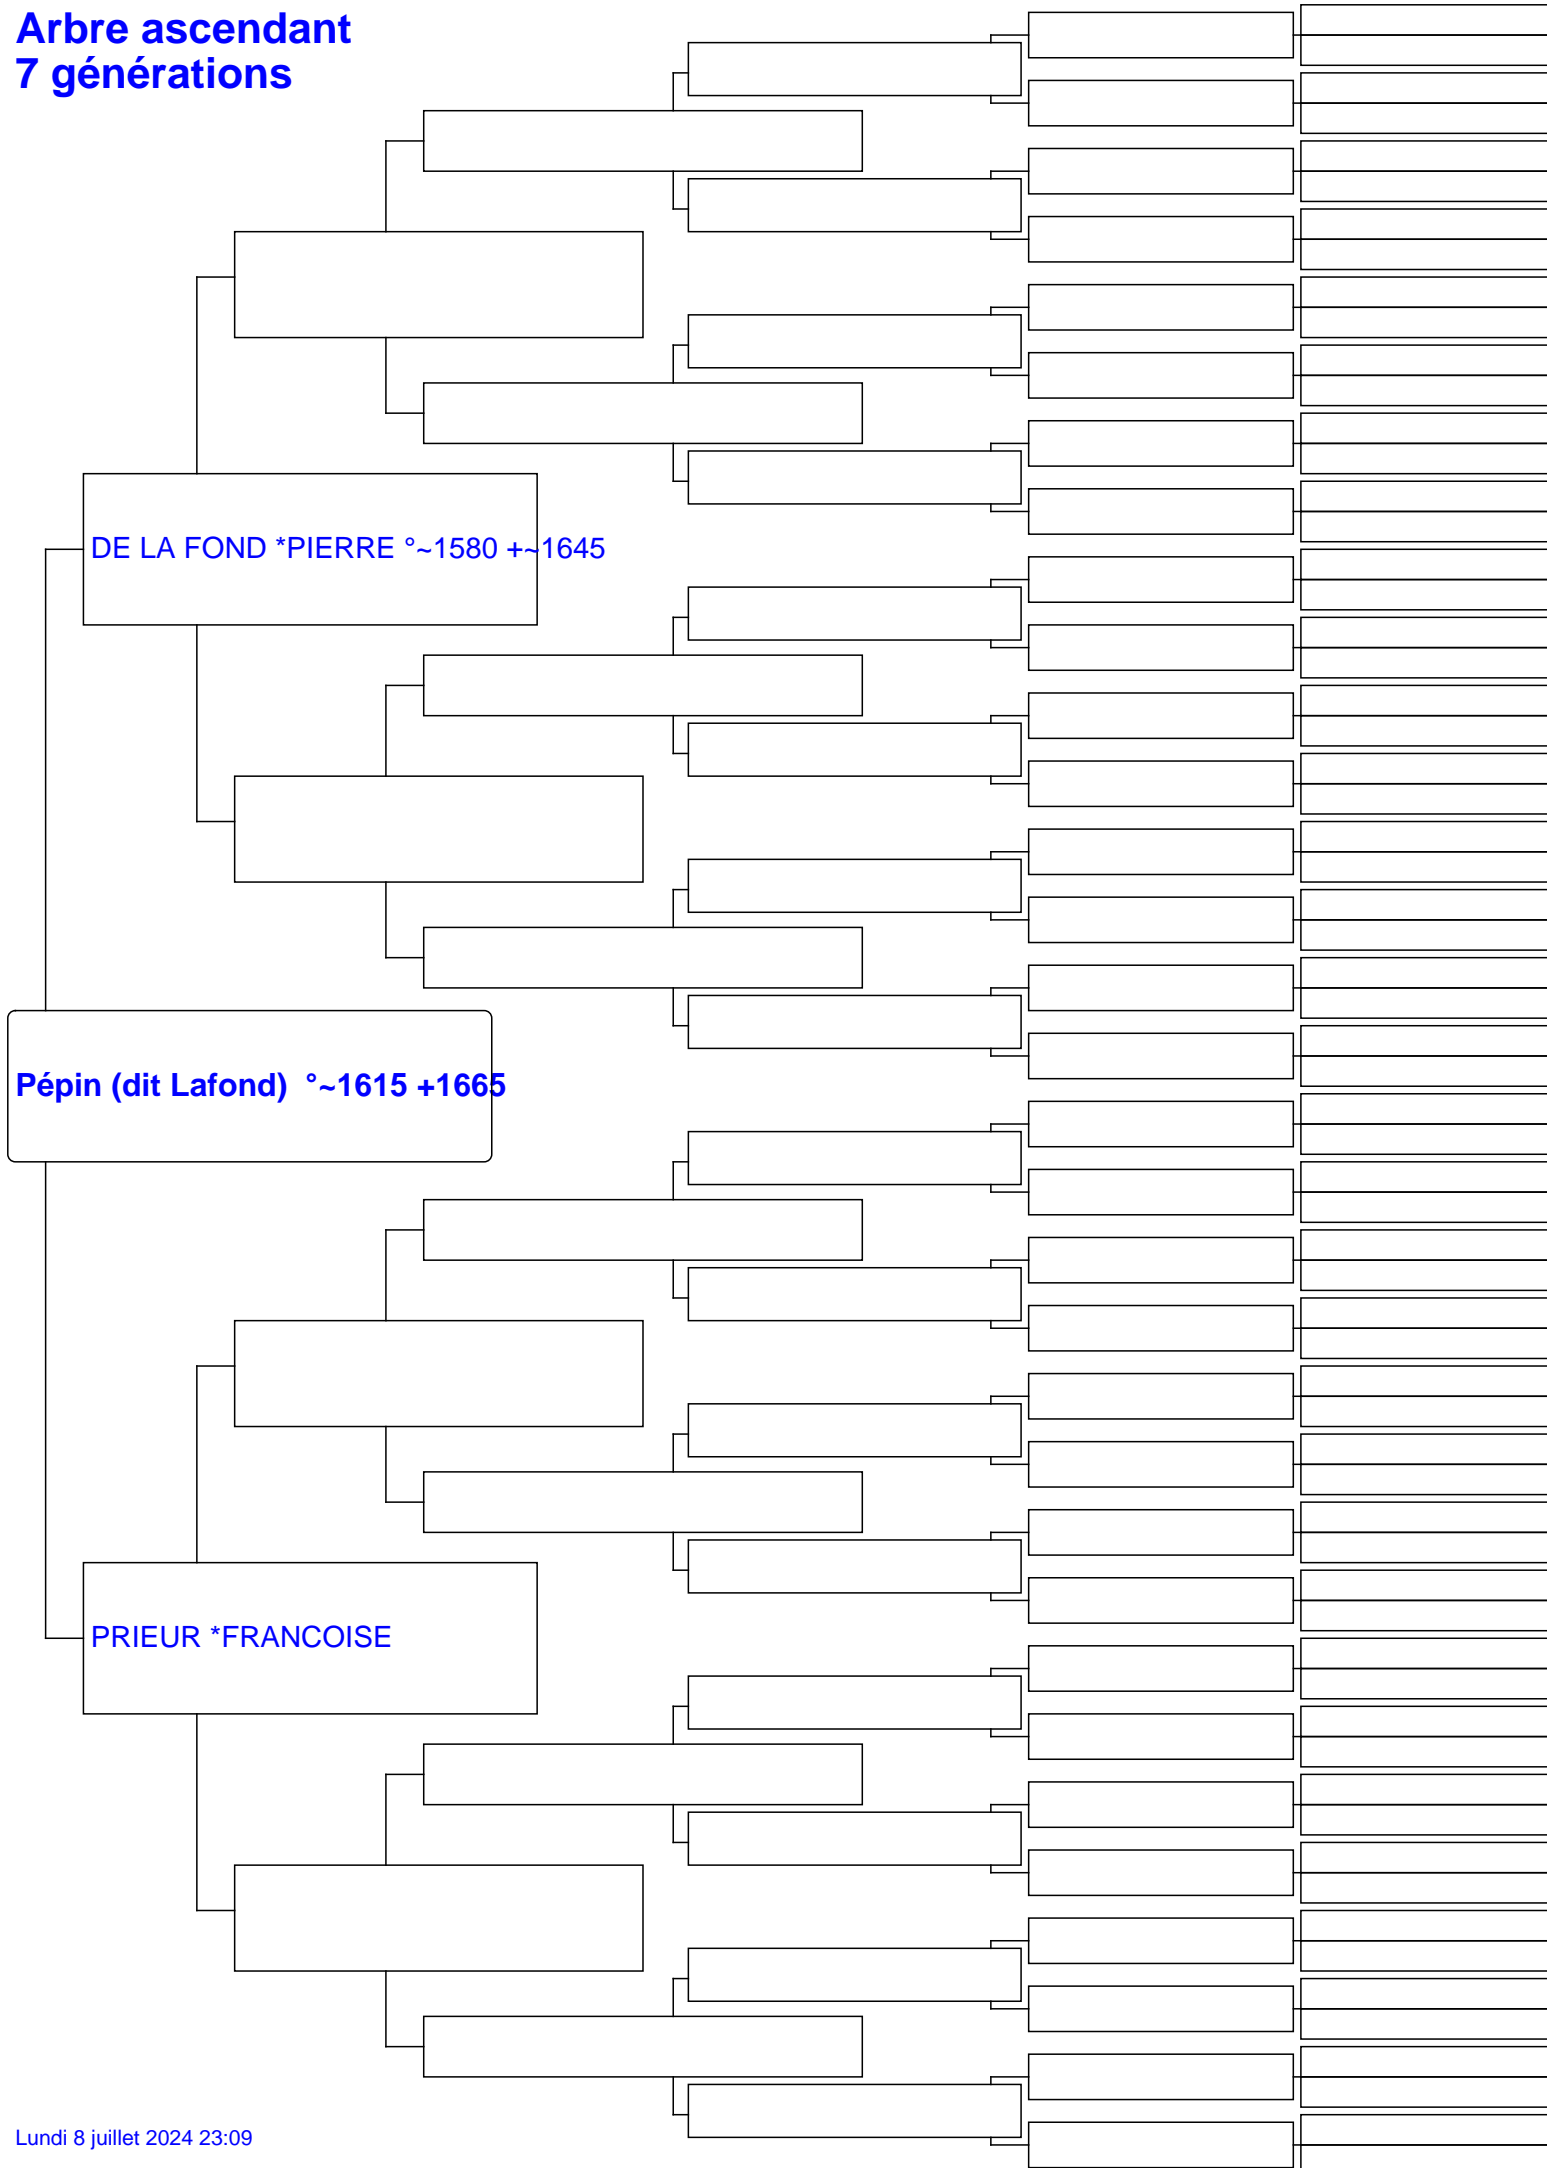 Arbre ascendant
7 générations
DE LA FOND *PIERRE °~1580 +~1645
Pépin (dit Lafond)  °~1615 +1665
PRIEUR *FRANCOISE
Lundi 8 juillet 2024 23:09